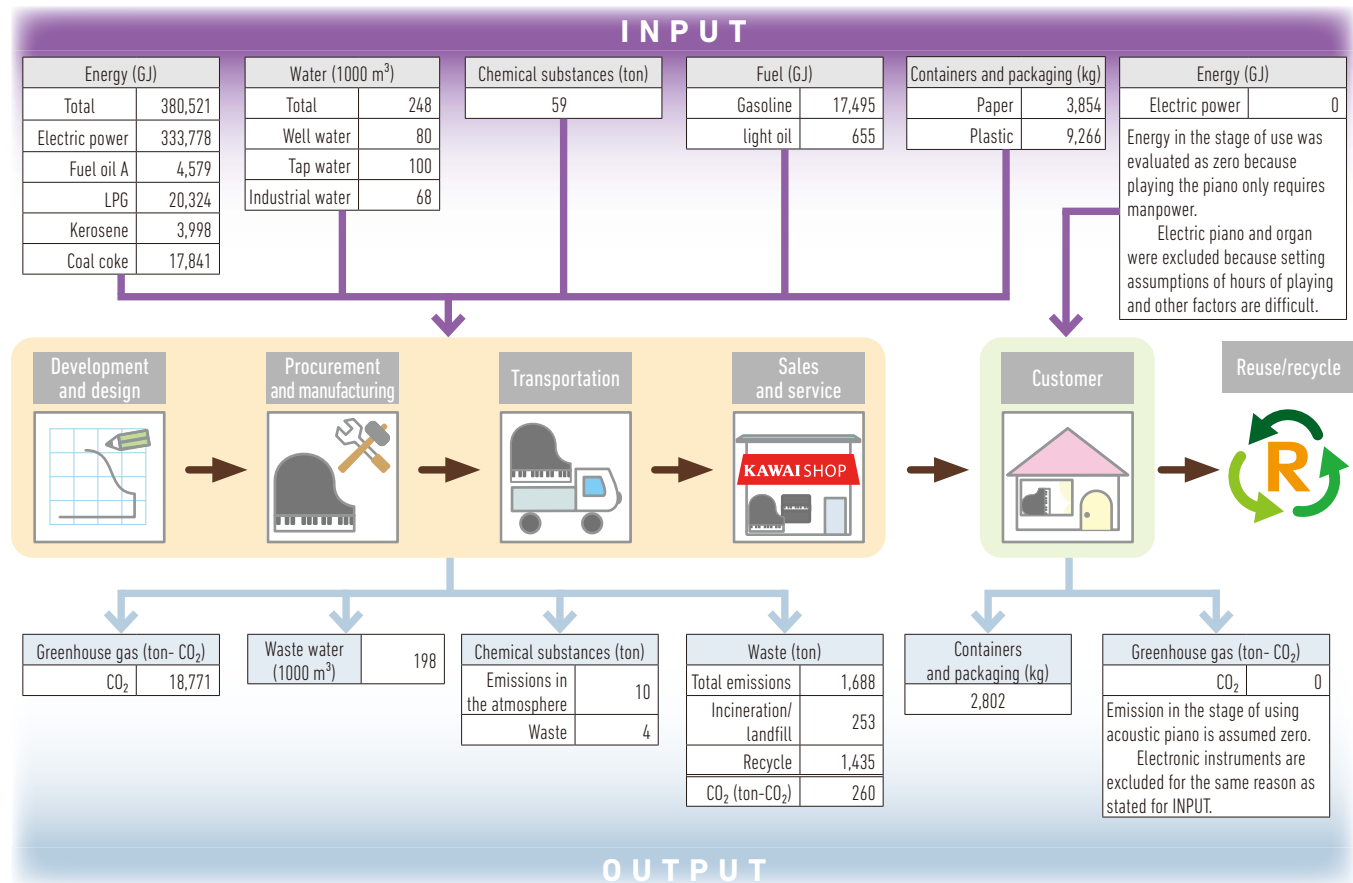 INPUT
Energy (GJ)
Total 380,521
Electric power 333,778
Fuel oil A 4,579
LPG 20,324
Kerosene 3,998
Coal coke 17,841
Water (1000 m³)
Total 248
Well water 80
Tap water 100
Industrial water 68
Chemical substances (ton)
59
Fuel (GJ)
Gasoline 17,495
light oil 655
Containers and packaging (kg)
Paper 3,854
Plastic 9,266
Energy (GJ)
Electric power 0
Energy in the stage of use was
evaluated as zero because
playing the piano only requires
manpower.
Electric piano and organ
were excluded because setting
assumptions of hours of playing
and other factors are difficult.
Development
and design
Procurement
and manufacturing
Transportation
Sales
and service
KAWAI SHOP
Customer
Reuse/recycle
R
Greenhouse gas (ton- CO₂)
CO₂ 18,771
Waste water
(1000 m³)
198
Chemical substances (ton)
Emissions in
the atmosphere
10
Waste 4
Waste (ton)
Total emissions 1,688
Incineration/
landfill
253
Recycle 1,435
CO₂ (ton-CO₂) 260
Containers
and packaging (kg)
2,802
Greenhouse gas (ton- CO₂)
CO₂ 0
Emission in the stage of using
acoustic piano is assumed zero.
Electronic instruments are
excluded for the same reason as
stated for INPUT.
OUTPUT